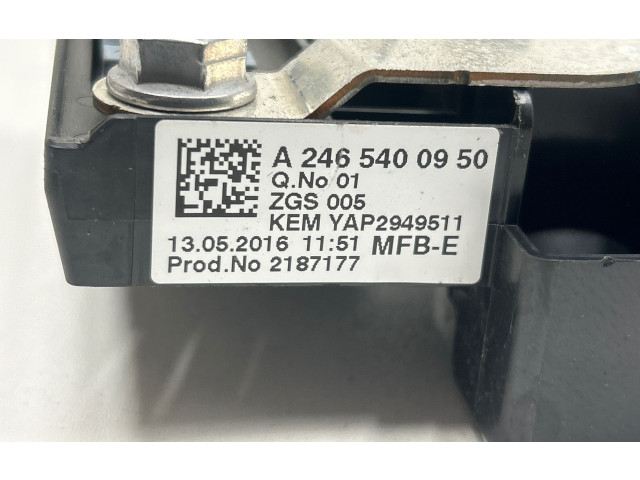 A 246 540 09 50
Q.No 01
ZGS 005
KEM YAP2949511
13.05.2016 11:51 MFB-E
Prod.No 2187177